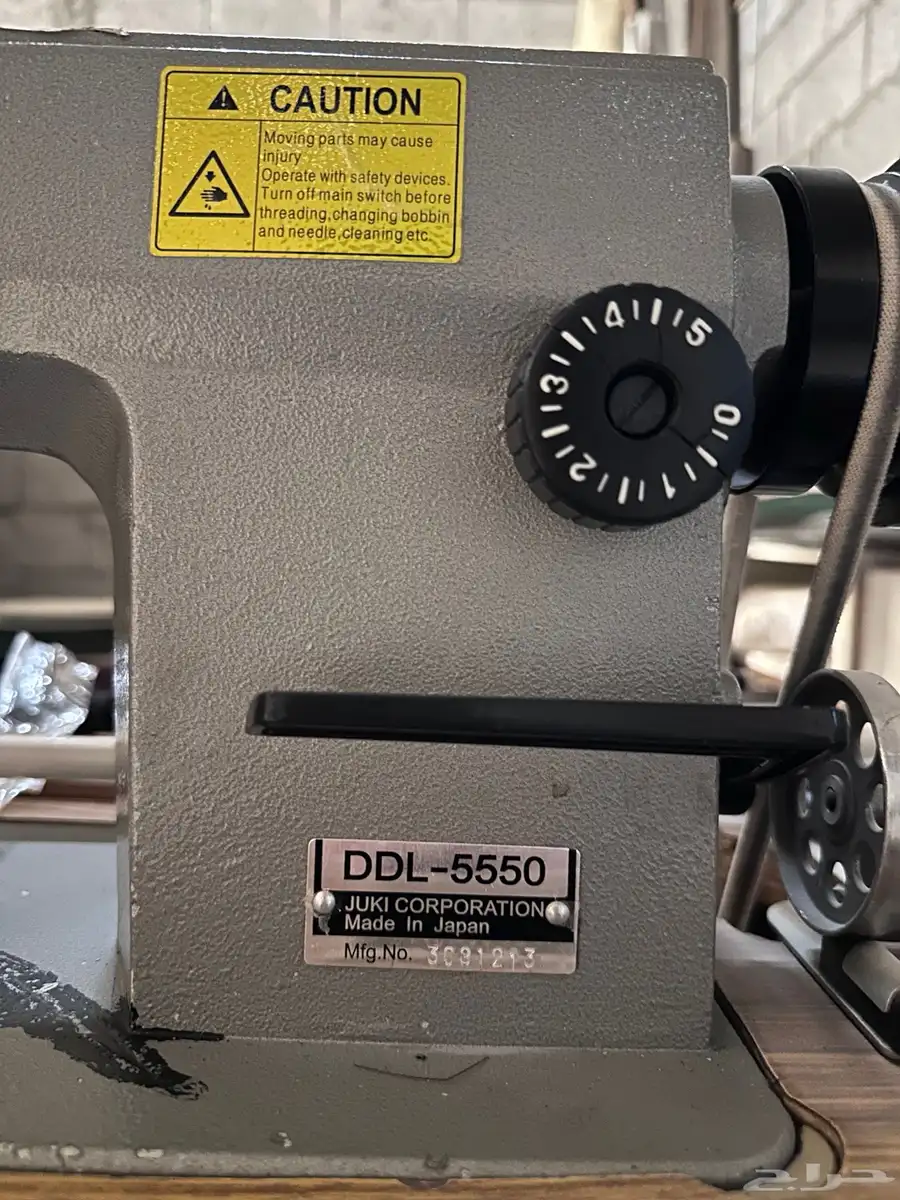 CAUTION
Moving parts may cause
injury
Operate with safety devices.
Turn off main switch before
threading,changing bobbin
and needle,cleaning etc.
4
5
3
0
2
1
DDL-5550
JUKI CORPORATION
Made In Japan
Mfg.No.
حراج